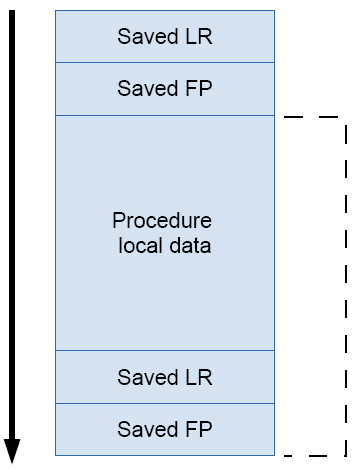 Saved LR
Saved FP
Procedure
local data
Saved LR
Saved FP